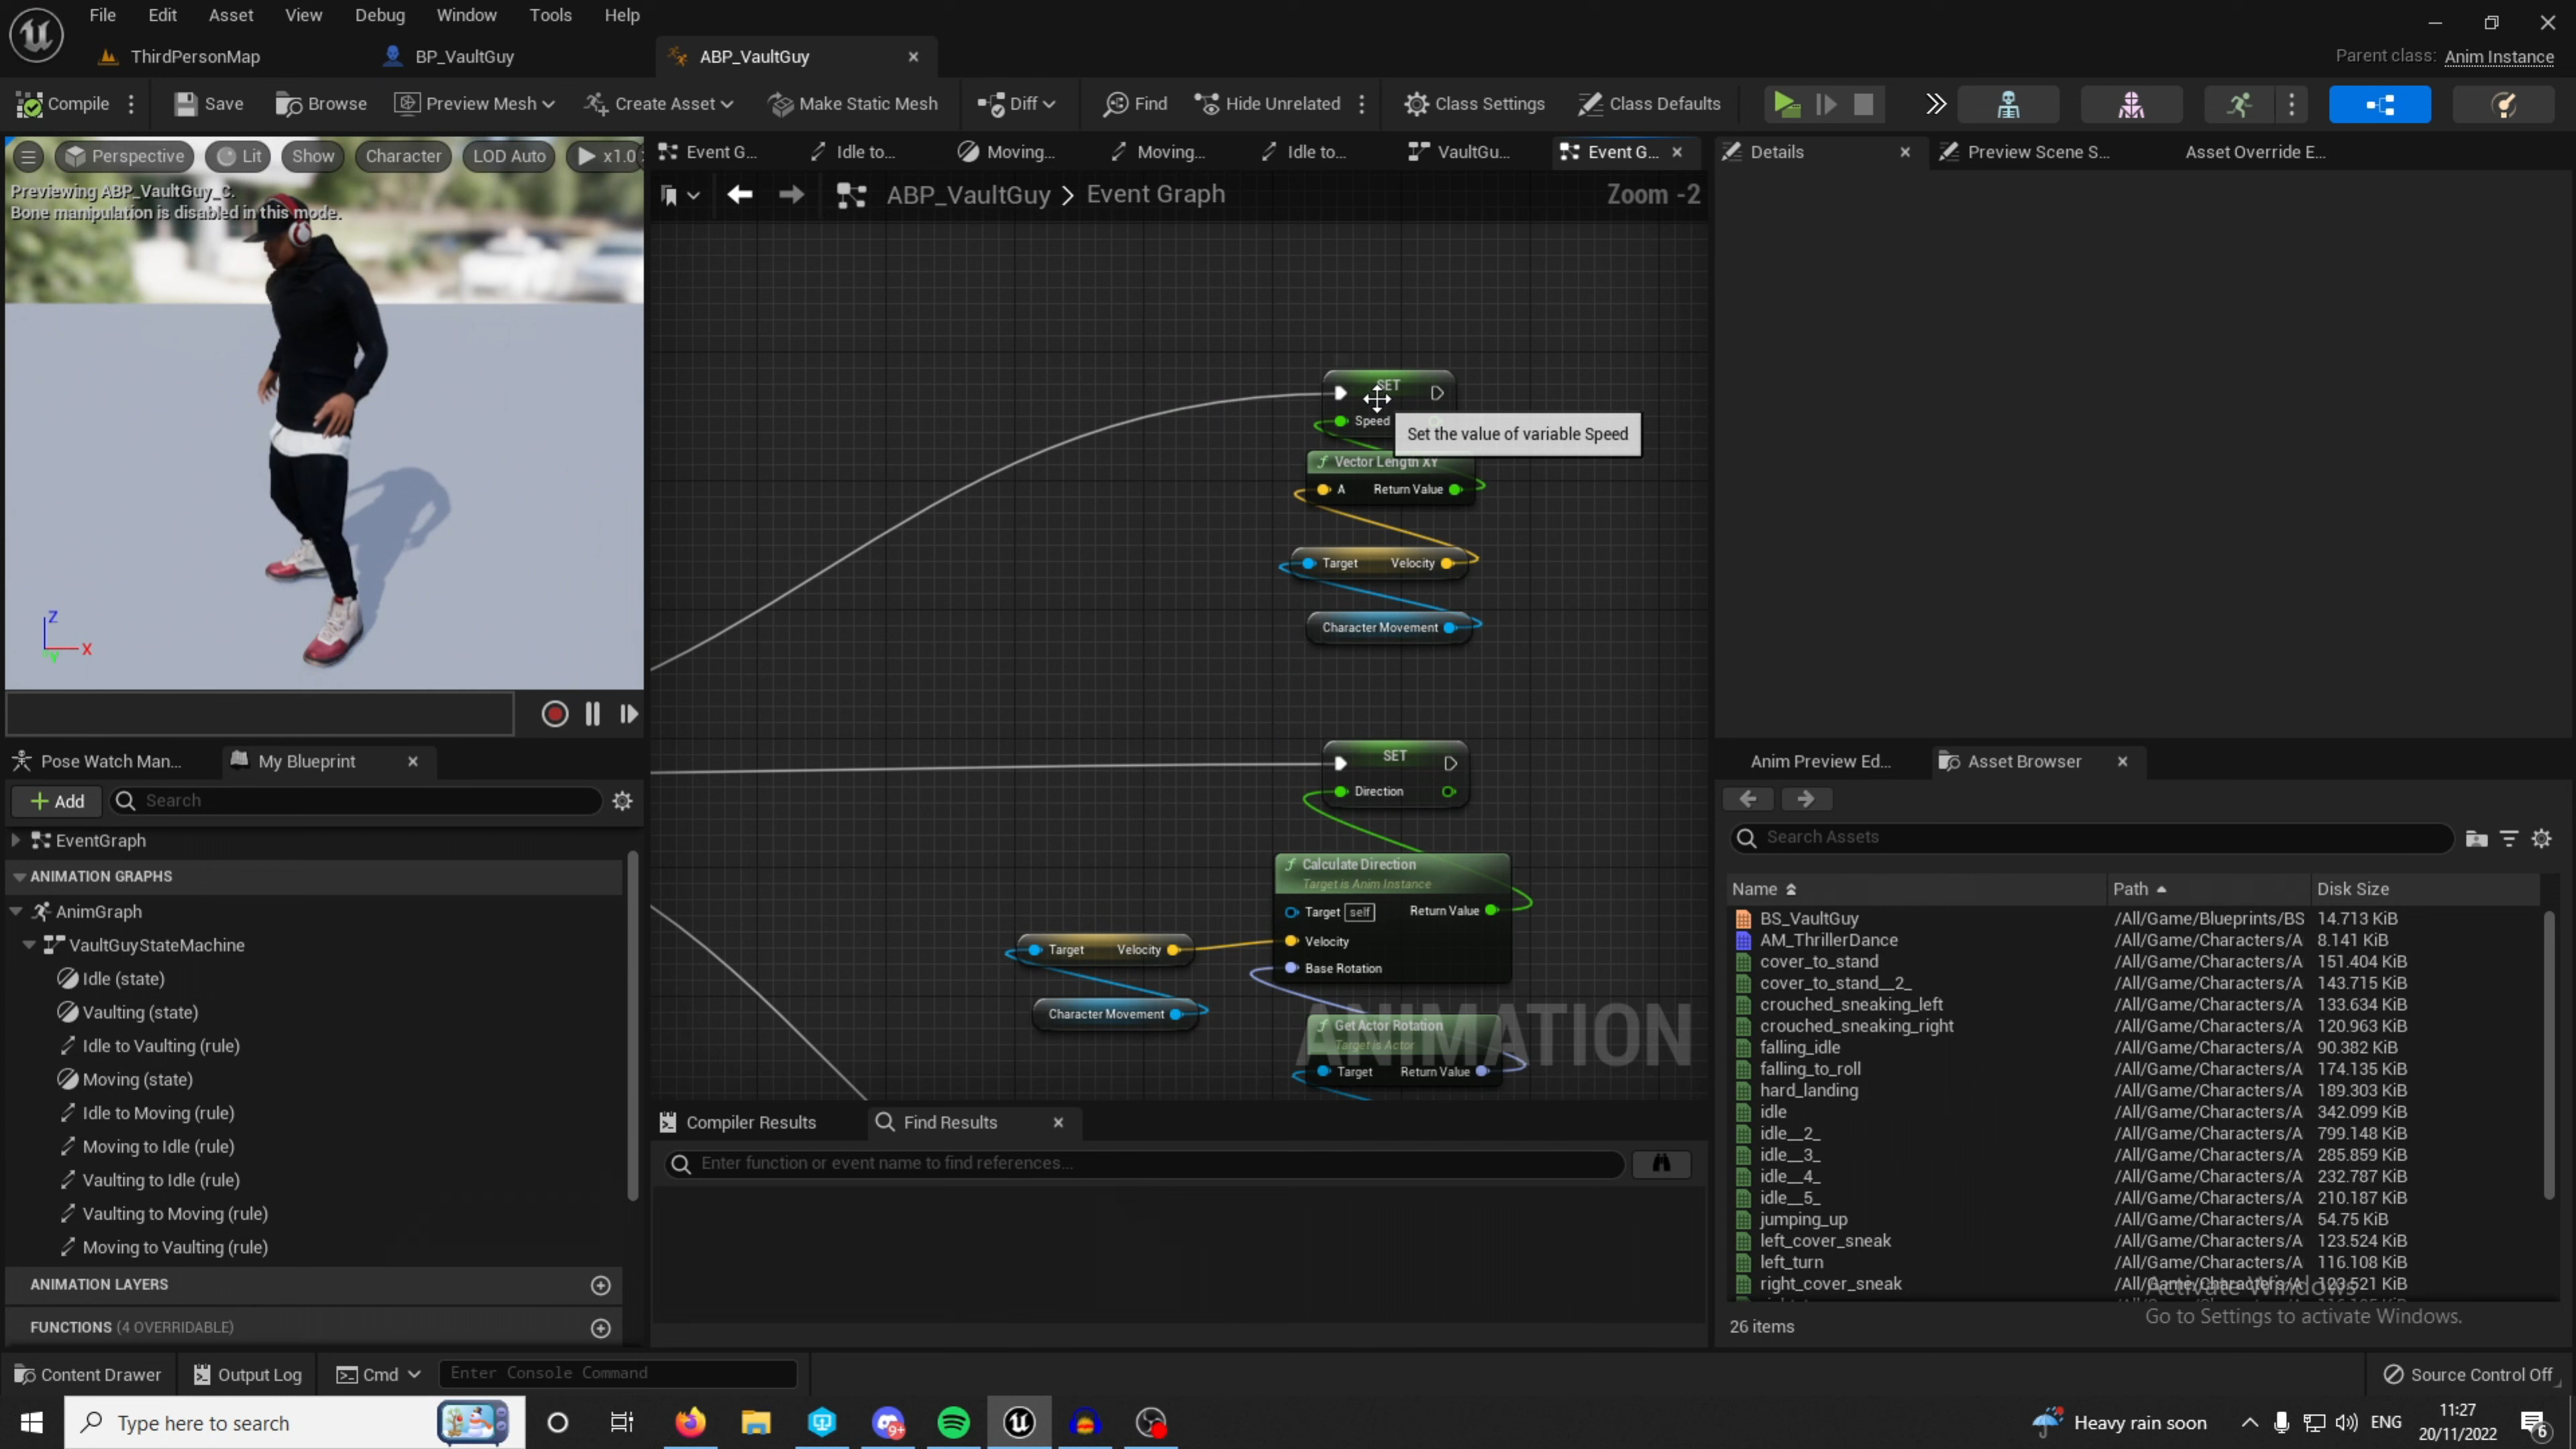 File Edit Asset View Debug Window Tools Help
ThirdPersonMap BP_VaultGuy ABP_VaultGuy Parent class: Anim Instance
Compile Save Browse Preview Mesh Create Asset Make Static Mesh Diff Find Hide Unrelated Class Settings Class Defaults
Perspective Lit Show Character LOD Auto x1.0
Previewing ABP_VaultGuy_C.
Bone manipulation is disabled in this mode.
Z
X
Y
Event G... Idle to... Moving... Moving... Idle to... VaultGu... Event G...
ABP_VaultGuy > Event Graph Zoom -2
SET
Speed
Set the value of variable Speed
Vector Length XY
A Return Value
Target Velocity
Character Movement
SET
Direction
Calculate Direction
Target is Anim Instance
Target self Return Value
Velocity
Base Rotation
Target Velocity
Character Movement
Get Actor Rotation
Target is Actor
Target Return Value
ANIMATION
Details Preview Scene S... Asset Override E...
Pose Watch Man... My Blueprint
Add Search
EventGraph
ANIMATION GRAPHS
AnimGraph
VaultGuyStateMachine
Idle (state)
Vaulting (state)
Idle to Vaulting (rule)
Moving (state)
Idle to Moving (rule)
Moving to Idle (rule)
Vaulting to Idle (rule)
Vaulting to Moving (rule)
Moving to Vaulting (rule)
ANIMATION LAYERS
FUNCTIONS (4 OVERRIDABLE)
Compiler Results Find Results
Enter function or event name to find references...
Anim Preview Ed... Asset Browser
Search Assets
Name Path Disk Size
BS_VaultGuy /All/Game/Blueprints/BS 14.713 KiB
AM_ThrillerDance /All/Game/Characters/A 8.141 KiB
cover_to_stand /All/Game/Characters/A 151.404 KiB
cover_to_stand__2_ /All/Game/Characters/A 143.715 KiB
crouched_sneaking_left /All/Game/Characters/A 133.634 KiB
crouched_sneaking_right /All/Game/Characters/A 120.963 KiB
falling_idle /All/Game/Characters/A 90.382 KiB
falling_to_roll /All/Game/Characters/A 174.135 KiB
hard_landing /All/Game/Characters/A 189.303 KiB
idle /All/Game/Characters/A 342.099 KiB
idle__2_ /All/Game/Characters/A 799.148 KiB
idle__3_ /All/Game/Characters/A 285.859 KiB
idle__4_ /All/Game/Characters/A 232.787 KiB
idle__5_ /All/Game/Characters/A 210.187 KiB
jumping_up /All/Game/Characters/A 54.75 KiB
left_cover_sneak /All/Game/Characters/A 123.524 KiB
left_turn /All/Game/Characters/A 116.108 KiB
right_cover_sneak /All/Game/Characters/A 123.521 KiB
Activate Windows
Go to Settings to activate Windows.
26 items
Content Drawer Output Log Cmd Enter Console Command Source Control Off
Type here to search 9+ Heavy rain soon ENG 11:27
20/11/2022 6